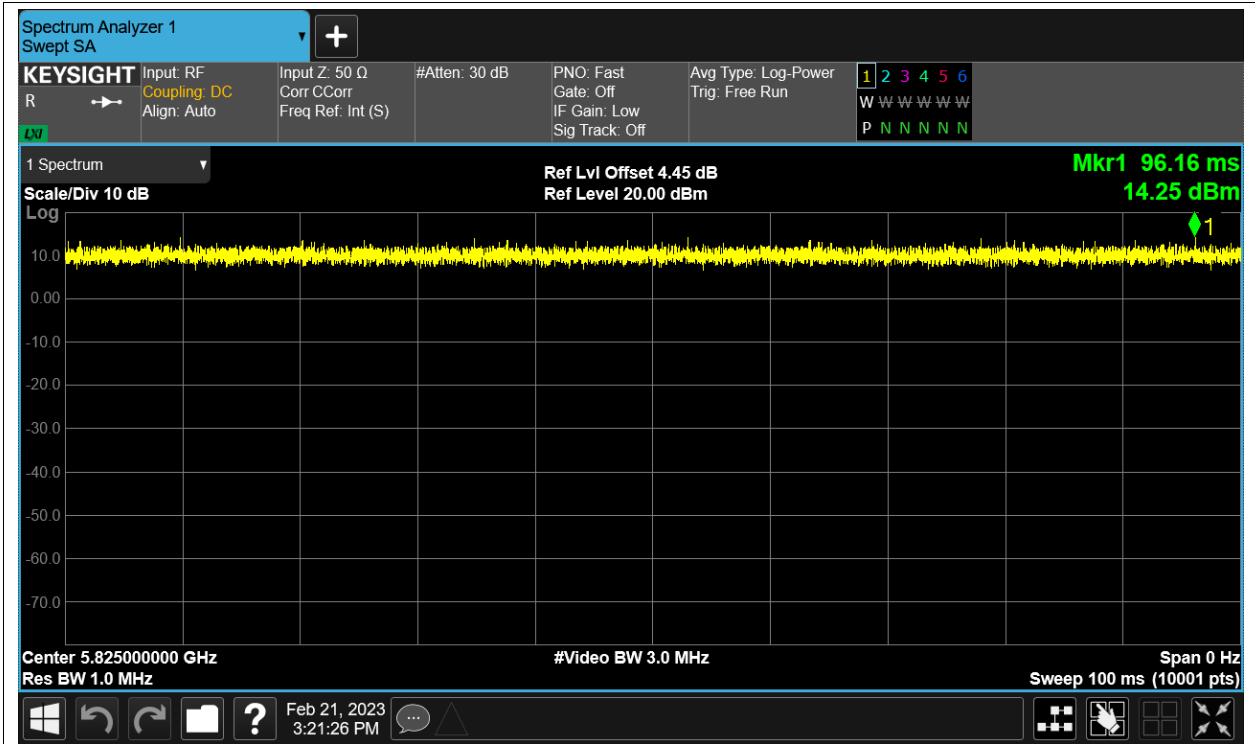 Spectrum Analyzer 1
Swept SA
KEYSIGHT
R
LXI
Input: RF
Coupling: DC
Align: Auto
Input Z: 50 Ω
Corr CCorr
Freq Ref: Int (S)
#Atten: 30 dB
PNO: Fast
Gate: Off
IF Gain: Low
Sig Track: Off
Avg Type: Log-Power
Trig: Free Run
1 2 3 4 5 6
W W W W W W
P N N N N N
1 Spectrum
Scale/Div 10 dB
Log
Ref Lvl Offset 4.45 dB
Ref Level 20.00 dBm
Mkr1 96.16 ms
14.25 dBm
1
10.0
0.00
-10.0
-20.0
-30.0
-40.0
-50.0
-60.0
-70.0
Center 5.825000000 GHz
Res BW 1.0 MHz
#Video BW 3.0 MHz
Span 0 Hz
Sweep 100 ms (10001 pts)
?
Feb 21, 2023
3:21:26 PM